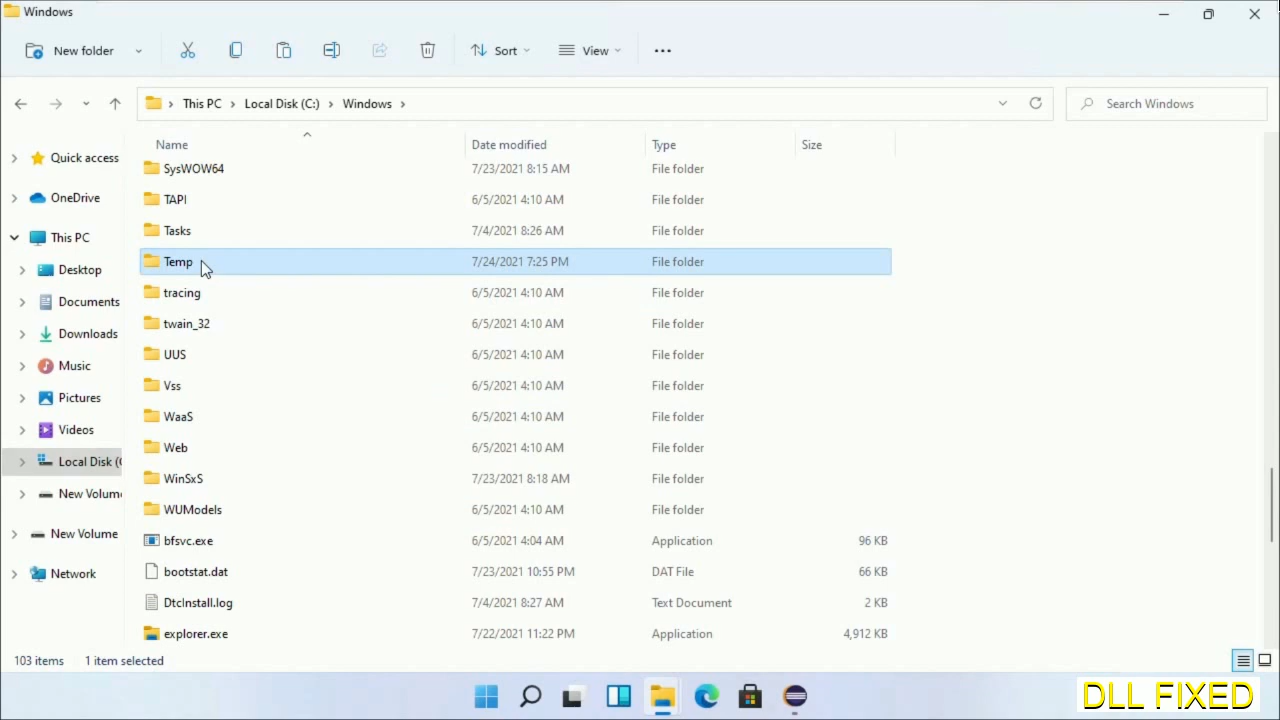 Windows
New folder Sort View
This PC Local Disk (C:) Windows Search Windows
Name Date modified Type Size
SysWOW64 7/23/2021 8:15 AM File folder
Quick access
TAPI 6/5/2021 4:10 AM File folder
OneDrive
Tasks 7/4/2021 8:26 AM File folder
This PC
Temp 7/24/2021 7:25 PM File folder
Desktop
tracing 6/5/2021 4:10 AM File folder
Documents
twain_32 6/5/2021 4:10 AM File folder
Downloads
UUS 6/5/2021 4:10 AM File folder
Music
Vss 6/5/2021 4:10 AM File folder
Pictures
WaaS 6/5/2021 4:10 AM File folder
Videos
Web 6/5/2021 4:10 AM File folder
Local Disk (
WinSxS 7/23/2021 8:18 AM File folder
New Volum
WUModels 6/5/2021 4:10 AM File folder
New Volume
bfsvc.exe 6/5/2021 4:04 AM Application 96 KB
Network
bootstat.dat 7/23/2021 10:55 PM DAT File 66 KB
DtcInstall.log 7/4/2021 8:27 AM Text Document 2 KB
explorer.exe 7/22/2021 11:22 PM Application 4,912 KB
103 items 1 item selected
DLL FIXED